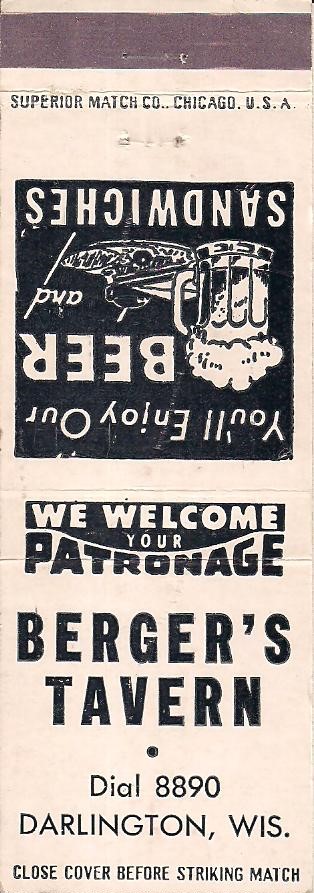 SUPERIOR MATCH CO., CHICAGO, U.S.A.
You'll Enjoy Our
BEER
and
SANDWICHES
WE WELCOME
YOUR
PATRONAGE
BERGER'S
TAVERN
•
Dial 8890
DARLINGTON, WIS.
CLOSE COVER BEFORE STRIKING MATCH